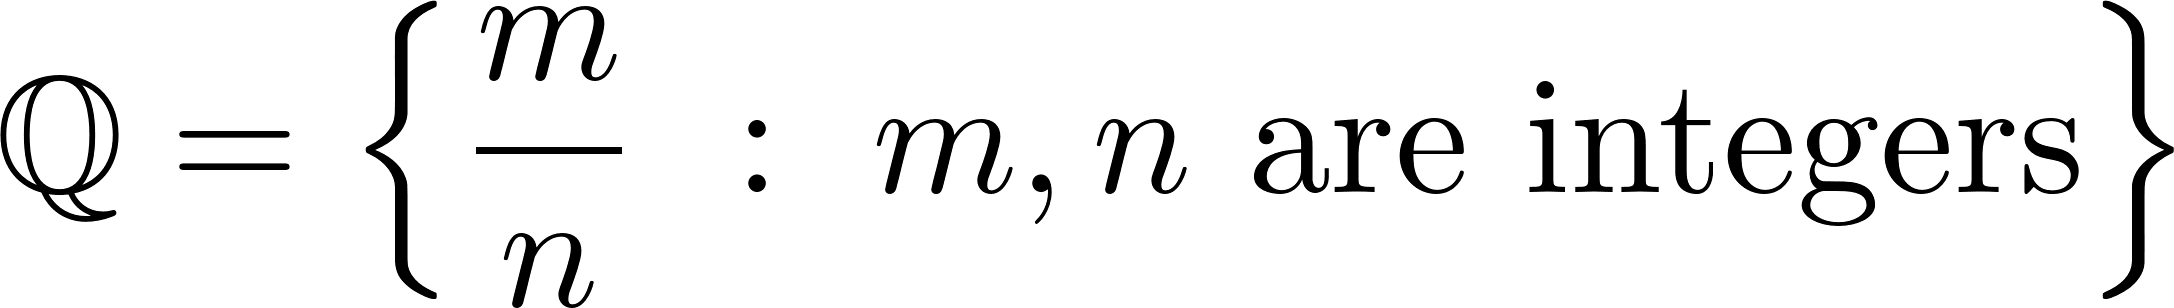 ℚ = { m/n : m, n are integers }